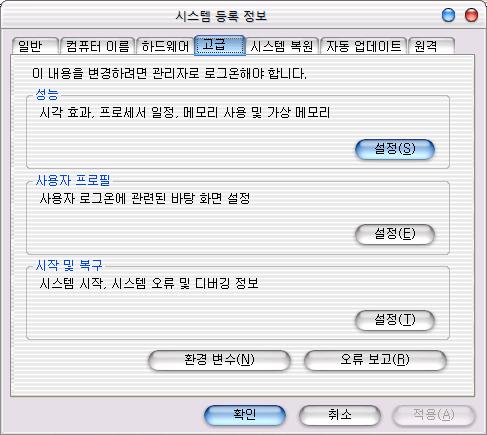 시스템 등록 정보
일반 컴퓨터 이름 하드웨어 고급 시스템 복원 자동 업데이트 원격
이 내용을 변경하려면 관리자로 로그온해야 합니다.
성능
시각 효과, 프로세서 일정, 메모리 사용 및 가상 메모리
설정(S)
사용자 프로필
사용자 로그온에 관련된 바탕 화면 설정
설정(E)
시작 및 복구
시스템 시작, 시스템 오류 및 디버깅 정보
설정(T)
환경 변수(N) 오류 보고(R)
확인 취소 적용(A)